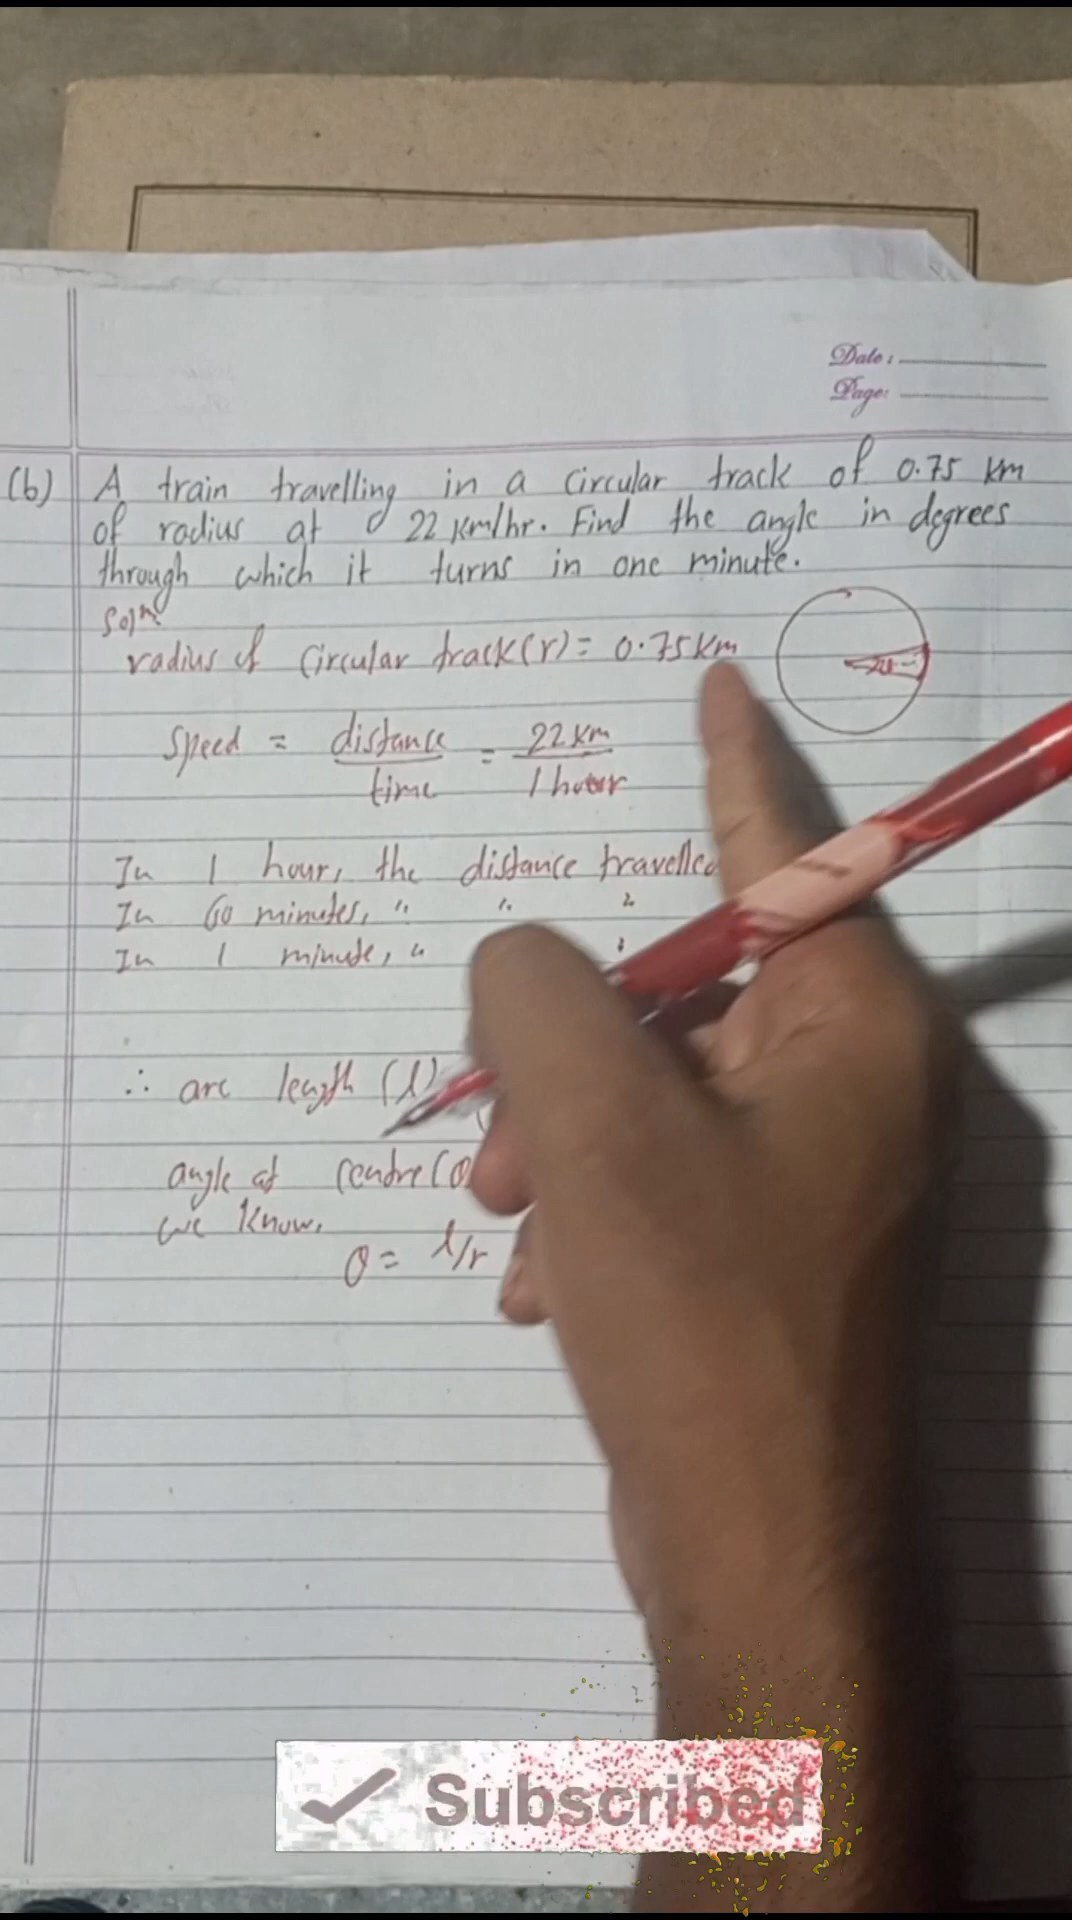 Date:
Page:
(b) A train travelling in a circular track of 0.75 km
of radius at 22 km/hr. Find the angle in degrees
through which it turns in one minute.
Solⁿ
radius of circular track(r) = 0.75 km
Speed = distance/time = 22 km/1 hour
In 1 hour, the distance travelled
In 60 minutes, " " "
In 1 minute, " "
∴ arc length (l)
angle at centre (θ
we know,
θ = l/r
Subscribed